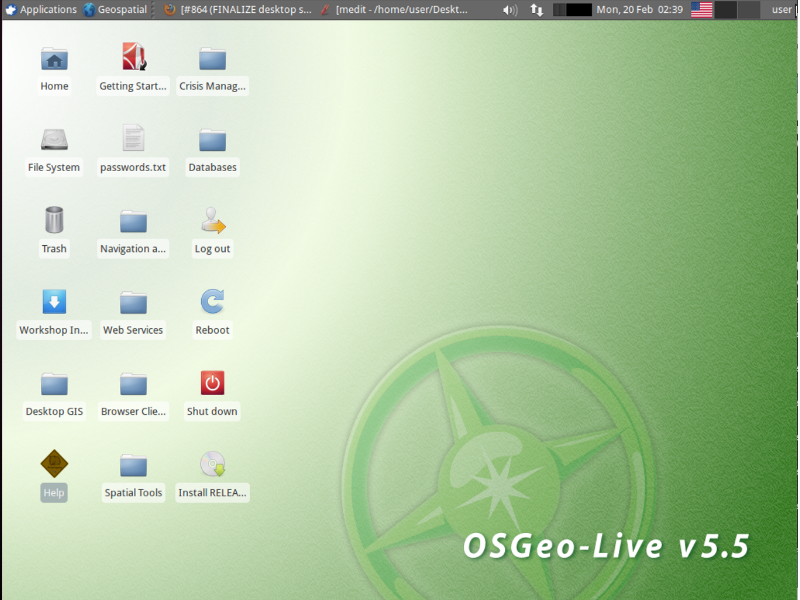 Applications Geospatial [#864 (FINALIZE desktop s... [medit - /home/user/Deskt... Mon, 20 Feb 02:39 user
Home Getting Start... Crisis Manag...
File System passwords.txt Databases
Trash Navigation a... Log out
Workshop In... Web Services Reboot
Desktop GIS Browser Clie... Shut down
Help Spatial Tools Install RELEA...
OSGeo-Live v5.5